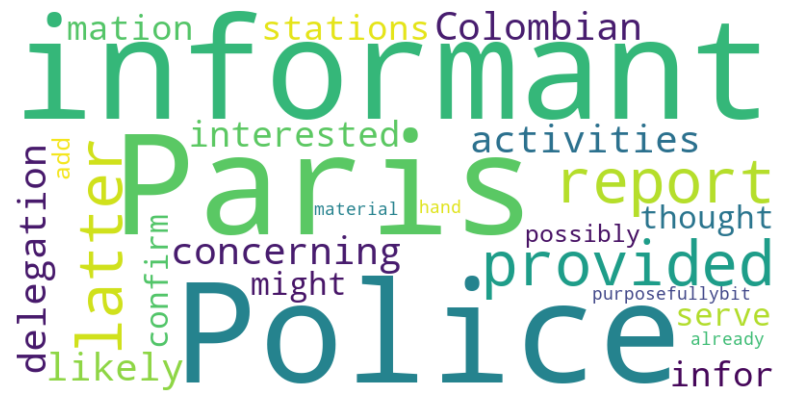 mation stations Colombian
informant
add interested activities
Paris report
delegation lattter material hand thought
confirm concerning possibly provided
might purposefullybit serve
likely Police already
infor